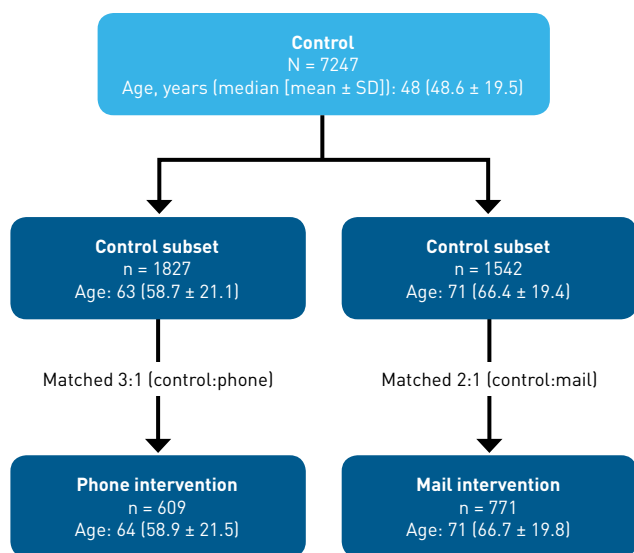 Control
N = 7247
Age, years (median [mean ± SD]): 48 (48.6 ± 19.5)
Control subset
n = 1827
Age: 63 (58.7 ± 21.1)
Control subset
n = 1542
Age: 71 (66.4 ± 19.4)
Matched 3:1 (control:phone)
Matched 2:1 (control:mail)
Phone intervention
n = 609
Age: 64 (58.9 ± 21.5)
Mail intervention
n = 771
Age: 71 (66.7 ± 19.8)